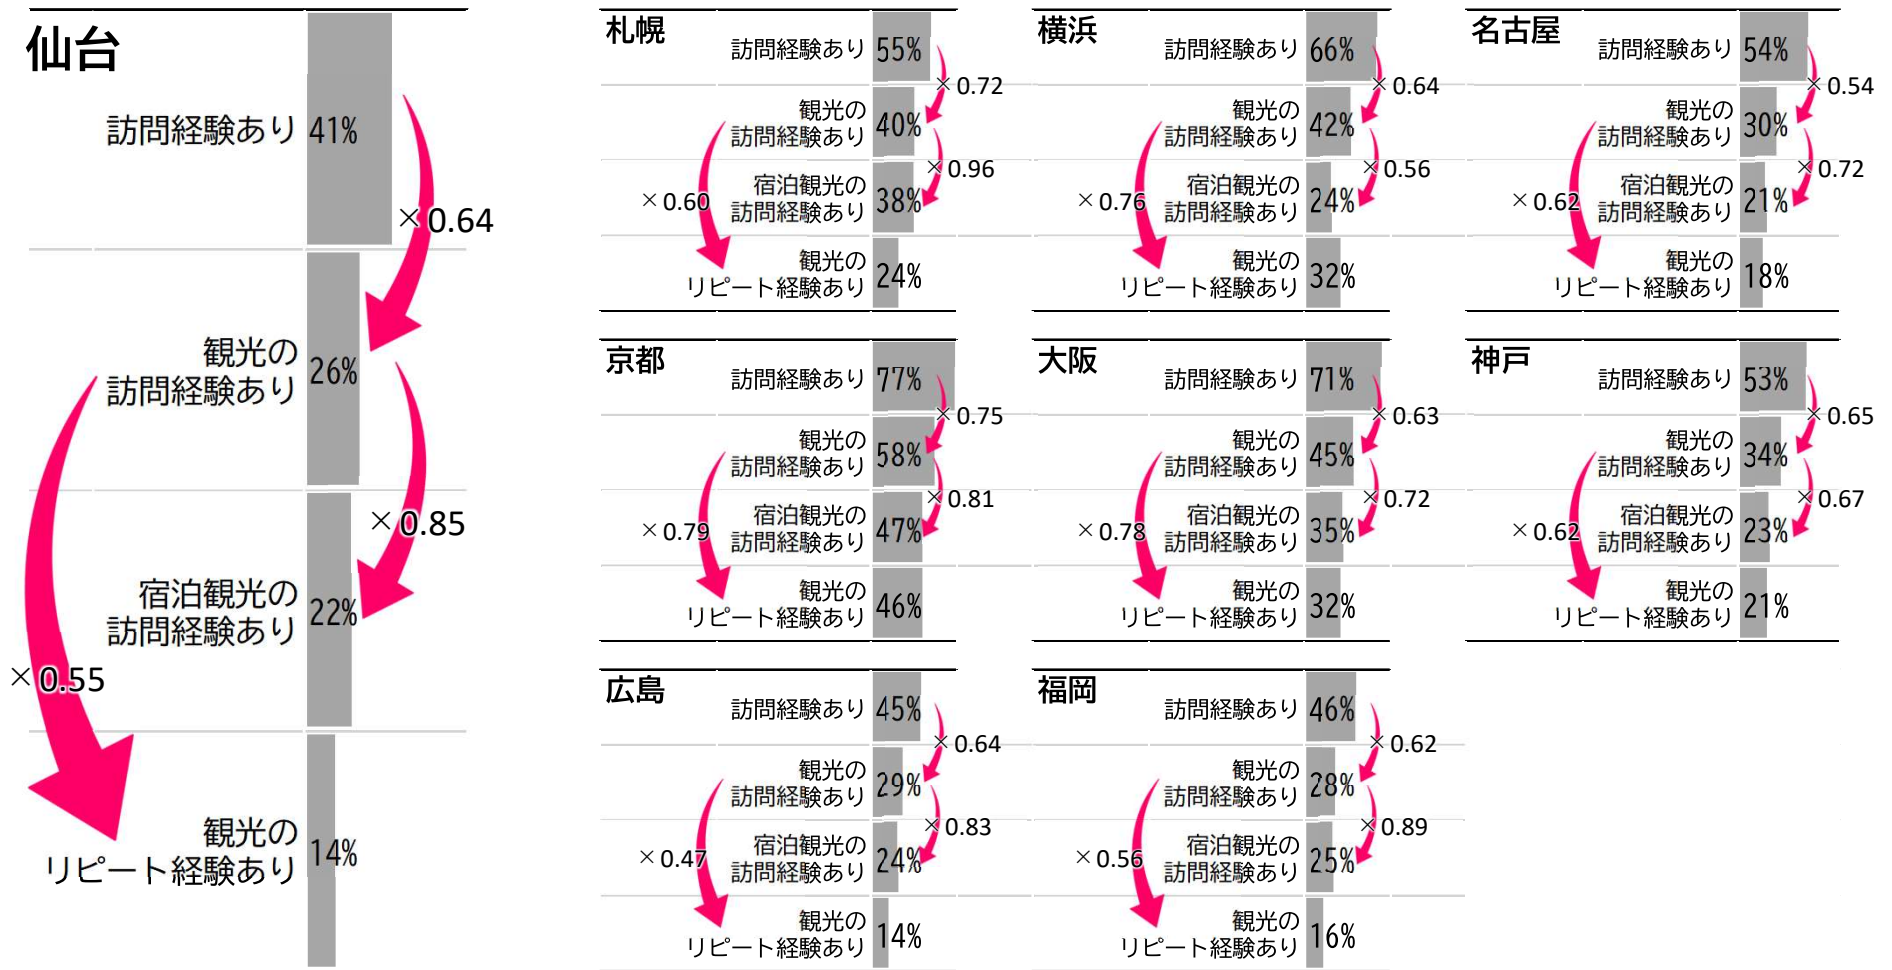 仙台
訪問経験あり 41%
× 0.64
観光の
訪問経験あり 26%
× 0.85
宿泊観光の
訪問経験あり 22%
× 0.55
観光の
リピート経験あり 14%
札幌
訪問経験あり 55%
× 0.72
観光の
訪問経験あり 40%
× 0.96
宿泊観光の
訪問経験あり 38%
× 0.60
観光の
リピート経験あり 24%
横浜
訪問経験あり 66%
× 0.64
観光の
訪問経験あり 42%
× 0.56
宿泊観光の
訪問経験あり 24%
× 0.76
観光の
リピート経験あり 32%
名古屋
訪問経験あり 54%
× 0.54
観光の
訪問経験あり 30%
× 0.72
宿泊観光の
訪問経験あり 21%
× 0.62
観光の
リピート経験あり 18%
京都
訪問経験あり 77%
× 0.75
観光の
訪問経験あり 58%
× 0.81
宿泊観光の
訪問経験あり 47%
× 0.79
観光の
リピート経験あり 46%
大阪
訪問経験あり 71%
× 0.63
観光の
訪問経験あり 45%
× 0.72
宿泊観光の
訪問経験あり 35%
× 0.78
観光の
リピート経験あり 32%
神戸
訪問経験あり 53%
× 0.65
観光の
訪問経験あり 34%
× 0.67
宿泊観光の
訪問経験あり 23%
× 0.62
観光の
リピート経験あり 21%
広島
訪問経験あり 45%
× 0.64
観光の
訪問経験あり 29%
× 0.83
宿泊観光の
訪問経験あり 24%
× 0.47
観光の
リピート経験あり 14%
福岡
訪問経験あり 46%
× 0.62
観光の
訪問経験あり 28%
× 0.89
宿泊観光の
訪問経験あり 25%
× 0.56
観光の
リピート経験あり 16%